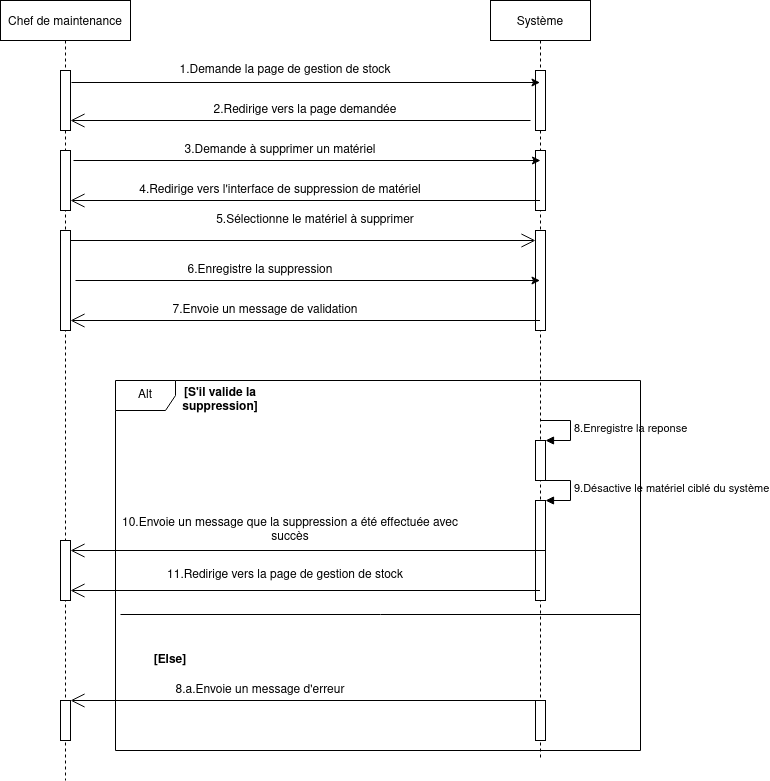 Chef de maintenance
Système
1.Demande la page de gestion de stock
2.Redirige vers la page demandée
3.Demande à supprimer un matériel
4.Redirige vers l'interface de suppression de matériel
5.Sélectionne le matériel à supprimer
6.Enregistre la suppression
7.Envoie un message de validation
Alt
[S'il valide la
suppression]
8.Enregistre la reponse
9.Désactive le matériel ciblé du système
10.Envoie un message que la suppression a été effectuée avec
succès
11.Redirige vers la page de gestion de stock
[Else]
8.a.Envoie un message d'erreur